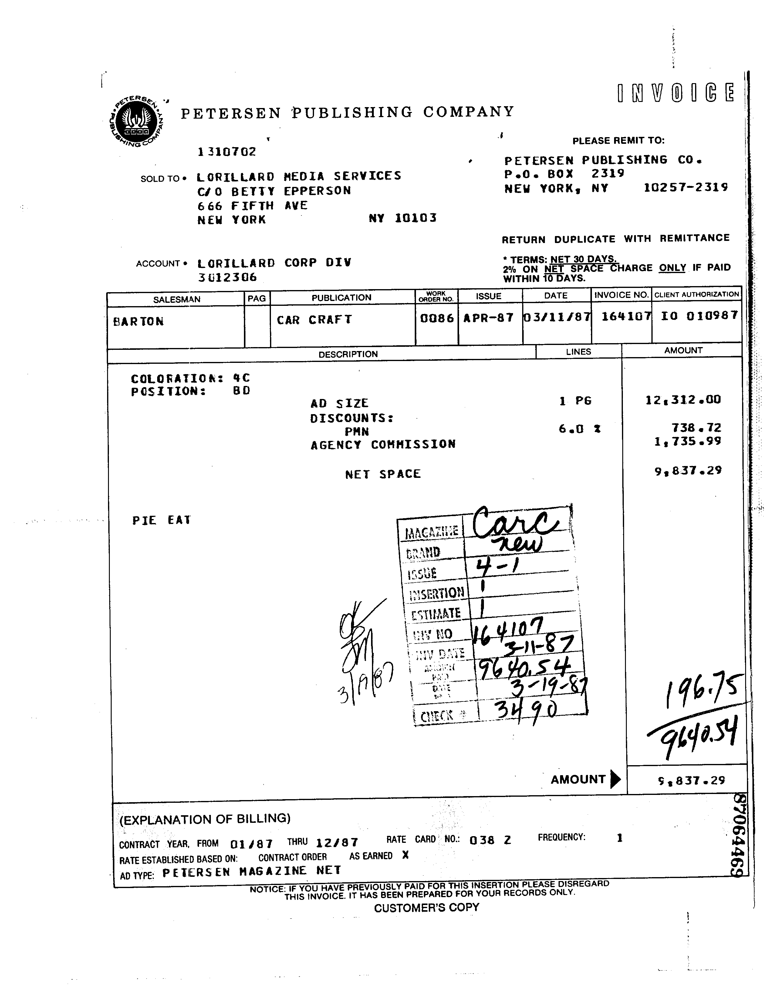 INVOICE
PETERSEN PUBLISHING COMPANY
PETERSEN PUBLISHING COMPANY
1310702
SOLD TO • LORILLARD MEDIA SERVICES
C/O BETTY EPPERSON
666 FIFTH AVE
NEW YORK NY 10103
PLEASE REMIT TO:
PETERSEN PUBLISHING CO.
P.O. BOX 2319
NEW YORK, NY 10257-2319
RETURN DUPLICATE WITH REMITTANCE
ACCOUNT • LORILLARD CORP DIV
3012306
* TERMS: NET 30 DAYS.
2% ON NET SPACE CHARGE ONLY IF PAID
WITHIN 10 DAYS.
SALESMAN PAG PUBLICATION WORK ORDER NO. ISSUE DATE INVOICE NO. CLIENT AUTHORIZATION
BARTON CAR CRAFT 0086 APR-87 03/11/87 164107 IO 010987
DESCRIPTION LINES AMOUNT
COLORATION: 4C
POSITION: BD
AD SIZE 1 PG 12,312.00
DISCOUNTS:
PMN 6.0 % 738.72
AGENCY COMMISSION 1,735.99
NET SPACE 9,837.29
PIE EAT
MAGAZINE Carc
BRAND new
ISSUE 4-1
INSERTION 1
ESTIMATE 1
INV NO 164107
INV DATE 3-11-87
AMOUNT PAID 9640.54
DATE 3-19-87
CHECK # 3490
OK
3/19/87
196.75
9640.54
AMOUNT 9,837.29
(EXPLANATION OF BILLING)
CONTRACT YEAR, FROM 01/87 THRU 12/87 RATE CARD NO.: 038 2 FREQUENCY: 1
RATE ESTABLISHED BASED ON: CONTRACT ORDER AS EARNED X
AD TYPE: PETERSEN MAGAZINE NET
87064469
NOTICE: IF YOU HAVE PREVIOUSLY PAID FOR THIS INSERTION PLEASE DISREGARD
THIS INVOICE. IT HAS BEEN PREPARED FOR YOUR RECORDS ONLY.
CUSTOMER'S COPY